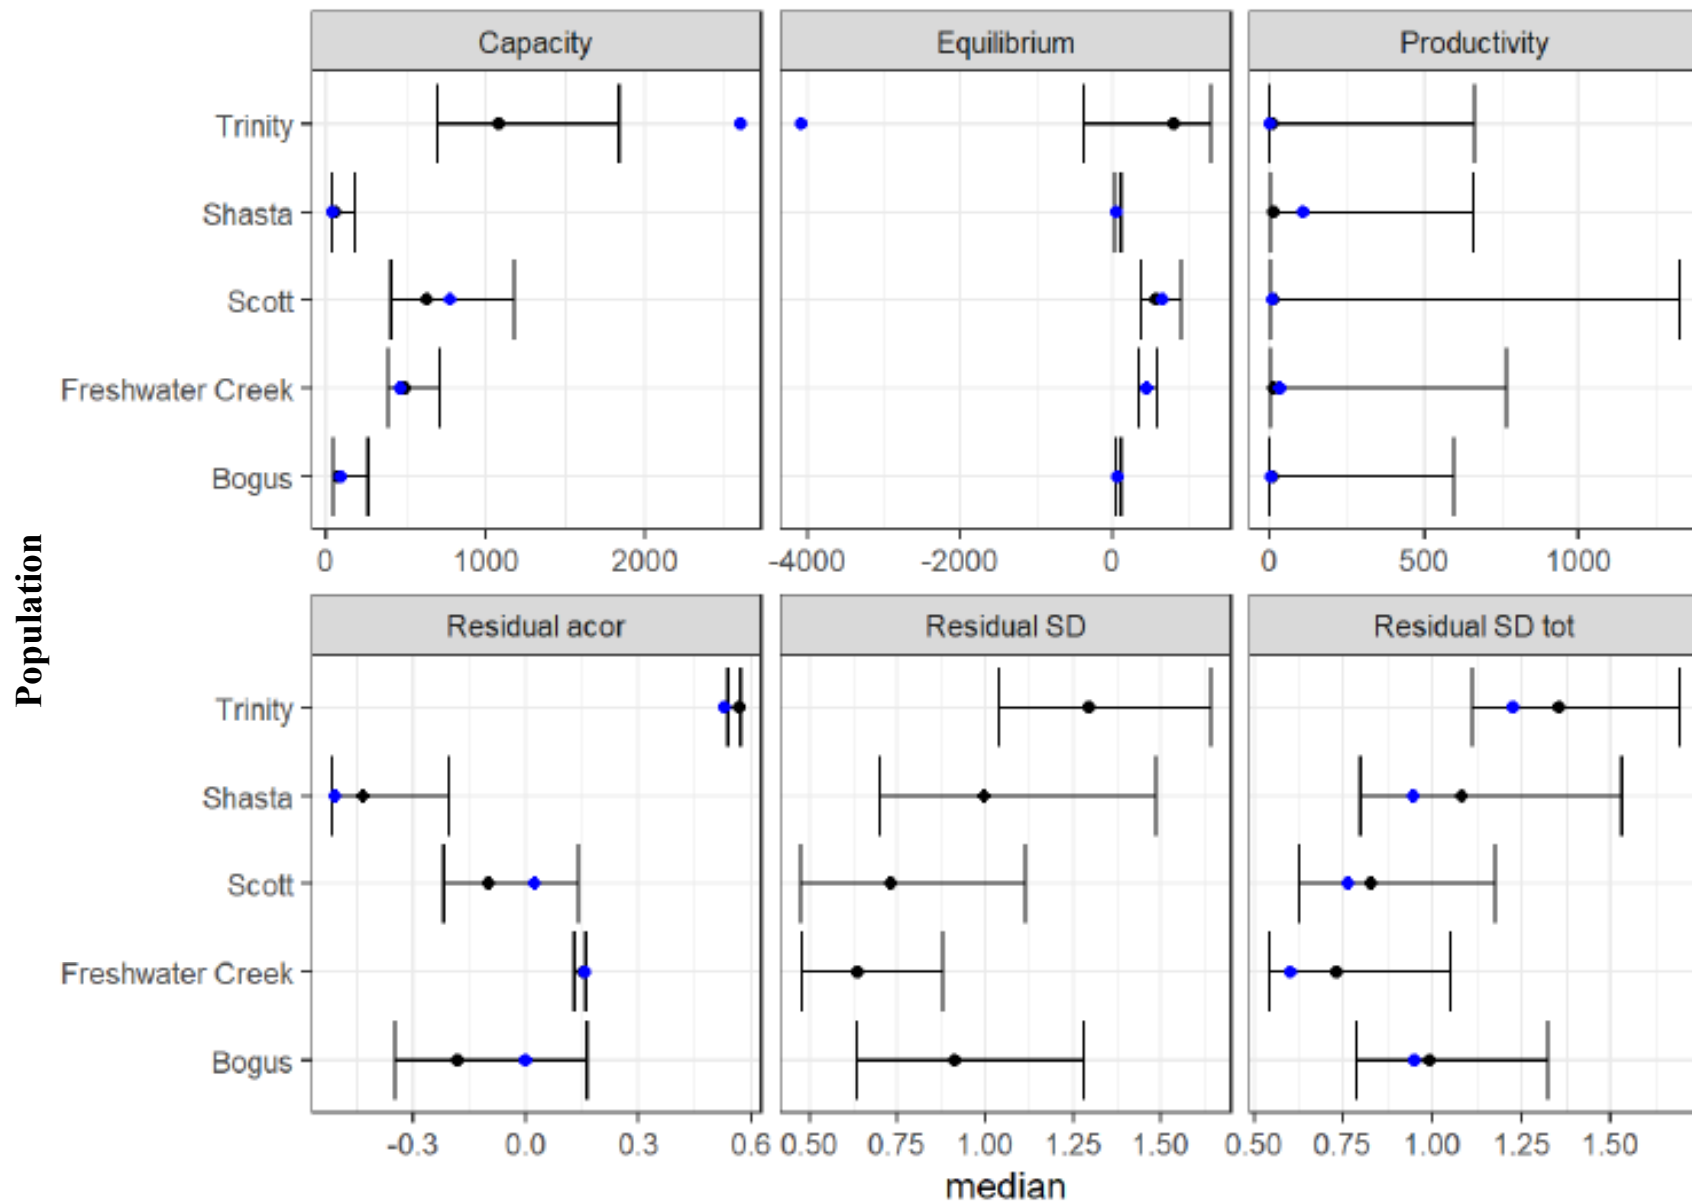 Capacity Equilibrium Productivity
Trinity
Shasta
Scott
Freshwater Creek
Bogus
0 1000 2000 -4000 -2000 0 0 500 1000
Population
Residual acor Residual SD Residual SD tot
Trinity
Shasta
Scott
Freshwater Creek
Bogus
-0.3 0.0 0.3 0.6 0.50 0.75 1.00 1.25 1.50 0.50 0.75 1.00 1.25 1.50
median